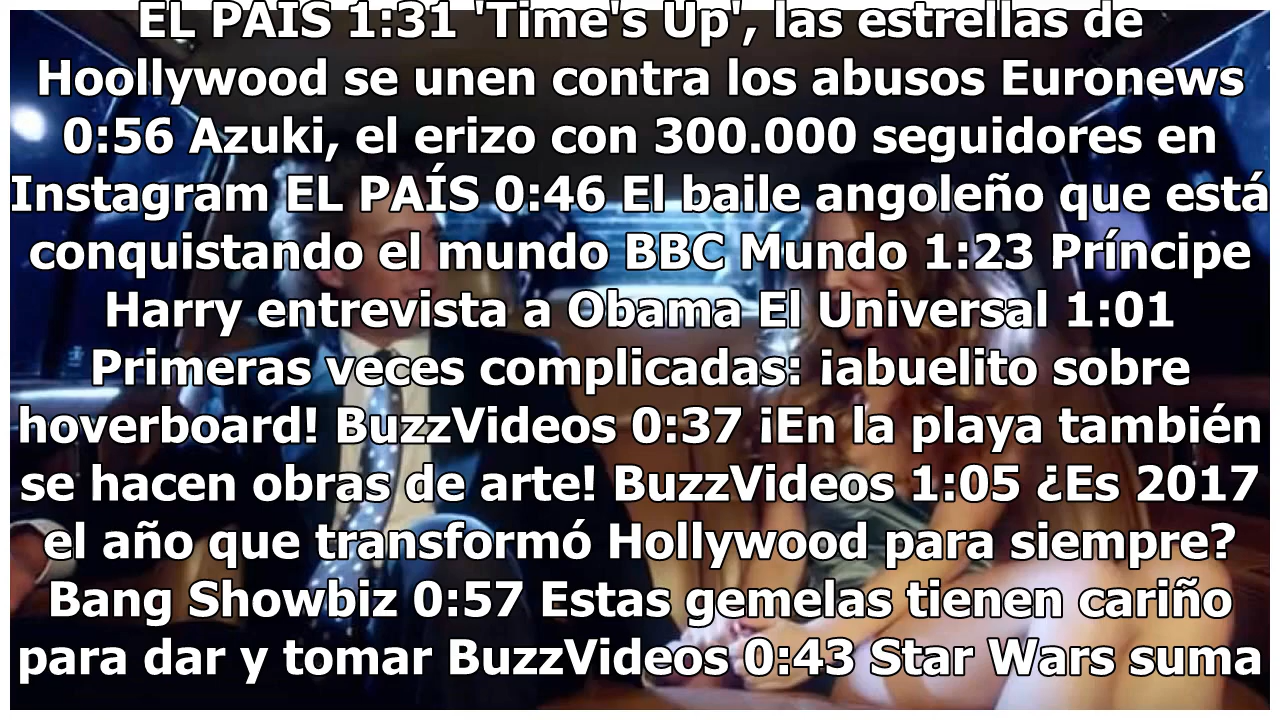 EL PAÍS 1:31 'Time's Up', las estrellas de
Hoollywood se unen contra los abusos Euronews
0:56 Azuki, el erizo con 300.000 seguidores en
Instagram EL PAÍS 0:46 El baile angoleño que está
conquistando el mundo BBC Mundo 1:23 Príncipe
Harry entrevista a Obama El Universal 1:01
Primeras veces complicadas: ¡abuelito sobre
hoverboard! BuzzVideos 0:37 ¡En la playa también
se hacen obras de arte! BuzzVideos 1:05 ¿Es 2017
el año que transformó Hollywood para siempre?
Bang Showbiz 0:57 Estas gemelas tienen cariño
para dar y tomar BuzzVideos 0:43 Star Wars suma